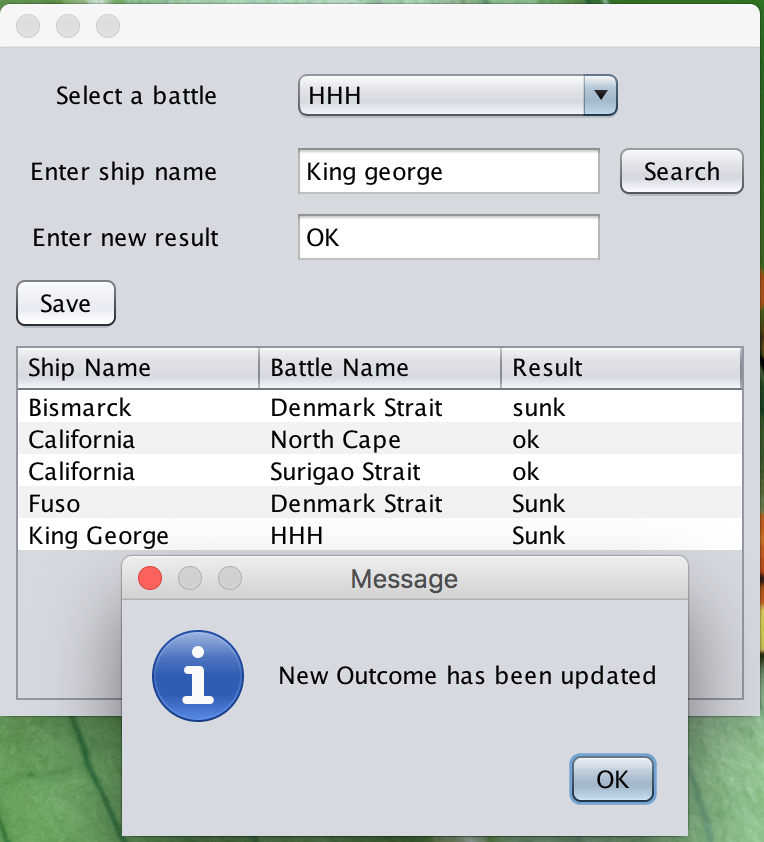 Select a battle HHH
Enter ship name King george Search
Enter new result OK
Save
Ship Name Battle Name Result
Bismarck Denmark Strait sunk
California North Cape ok
California Surigao Strait ok
Fuso Denmark Strait Sunk
King George HHH Sunk
Message
New Outcome has been updated
OK